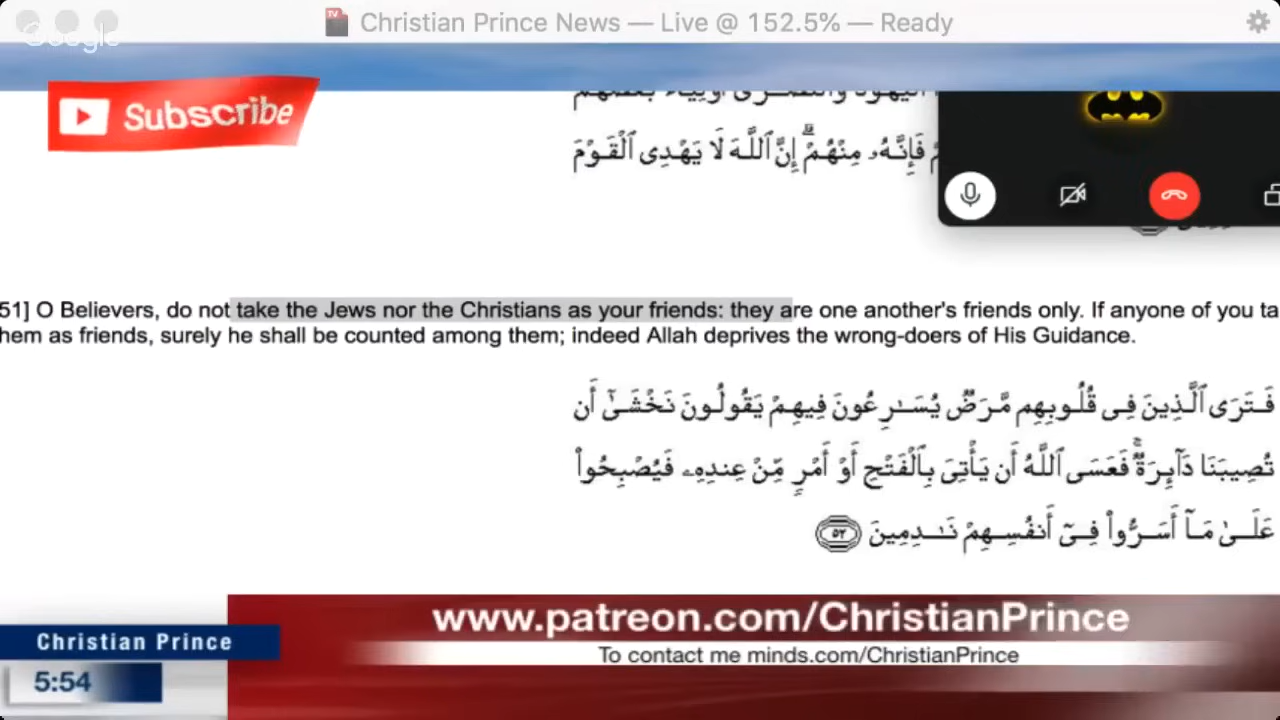 Christian Prince News — Live @ 152.5% — Ready
Google
Subscribe
فَإِنَّهُۥ مِنْهُمْ ۗ إِنَّ ٱللَّهَ لَا يَهْدِى ٱلْقَوْمَ
51] O Believers, do not take the Jews nor the Christians as your friends: they are one another's friends only. If anyone of you ta
hem as friends, surely he shall be counted among them; indeed Allah deprives the wrong-doers of His Guidance.
فَتَرَى ٱلَّذِينَ فِى قُلُوبِهِم مَّرَضٌ يُسَـٰرِعُونَ فِيهِمْ يَقُولُونَ نَخْشَىٰٓ أَن
تُصِيبَنَا دَآئِرَةٌ ۚ فَعَسَى ٱللَّهُ أَن يَأْتِىَ بِٱلْفَتْحِ أَوْ أَمْرٍ مِّنْ عِندِهِۦ فَيُصْبِحُوا۟
عَلَىٰ مَآ أَسَرُّوا۟ فِىٓ أَنفُسِهِمْ نَـٰدِمِينَ ٥٢
www.patreon.com/ChristianPrince
To contact me minds.com/ChristianPrince
Christian Prince
5:54